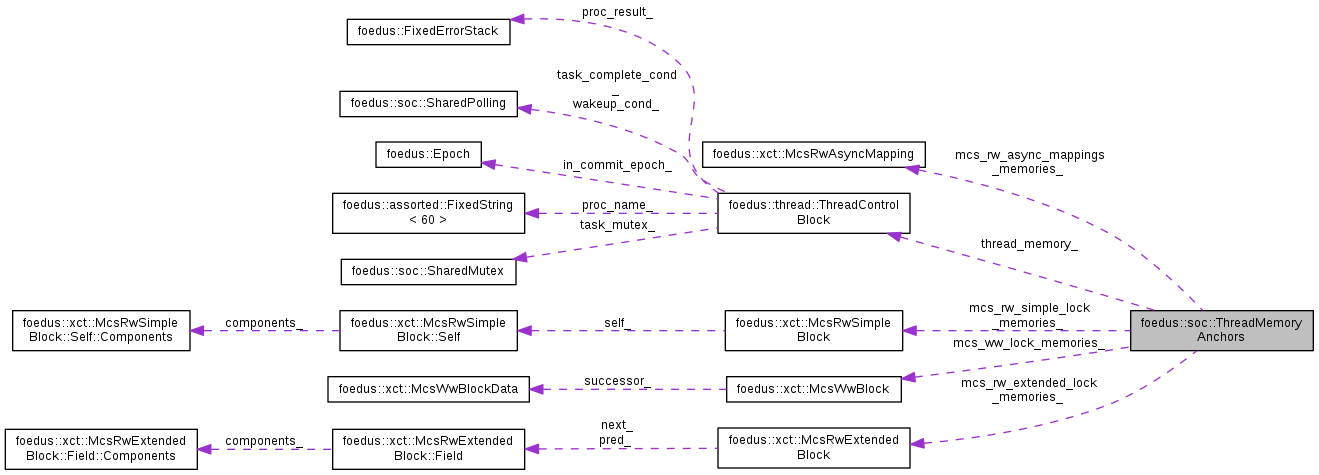 proc_result_
foedus::FixedErrorStack
task_complete_cond
_
wakeup_cond_
foedus::soc::SharedPolling
foedus::Epoch
foedus::xct::McsRwAsyncMapping
mcs_rw_async_mappings
_memories_
in_commit_epoch_
foedus::assorted::FixedString
< 60 >
proc_name_
foedus::thread::ThreadControl
Block
task_mutex_
thread_memory_
foedus::soc::SharedMutex
foedus::xct::McsRwSimple
Block::Self::Components
components_
foedus::xct::McsRwSimple
Block::Self
self_
foedus::xct::McsRwSimple
Block
mcs_rw_simple_lock
_memories_
foedus::soc::ThreadMemory
Anchors
mcs_ww_lock_memories_
foedus::xct::McsWwBlockData
successor_
foedus::xct::McsWwBlock
mcs_rw_extended_lock
_memories_
foedus::xct::McsRwExtended
Block::Field::Components
components_
foedus::xct::McsRwExtended
Block::Field
next_
pred_
foedus::xct::McsRwExtended
Block